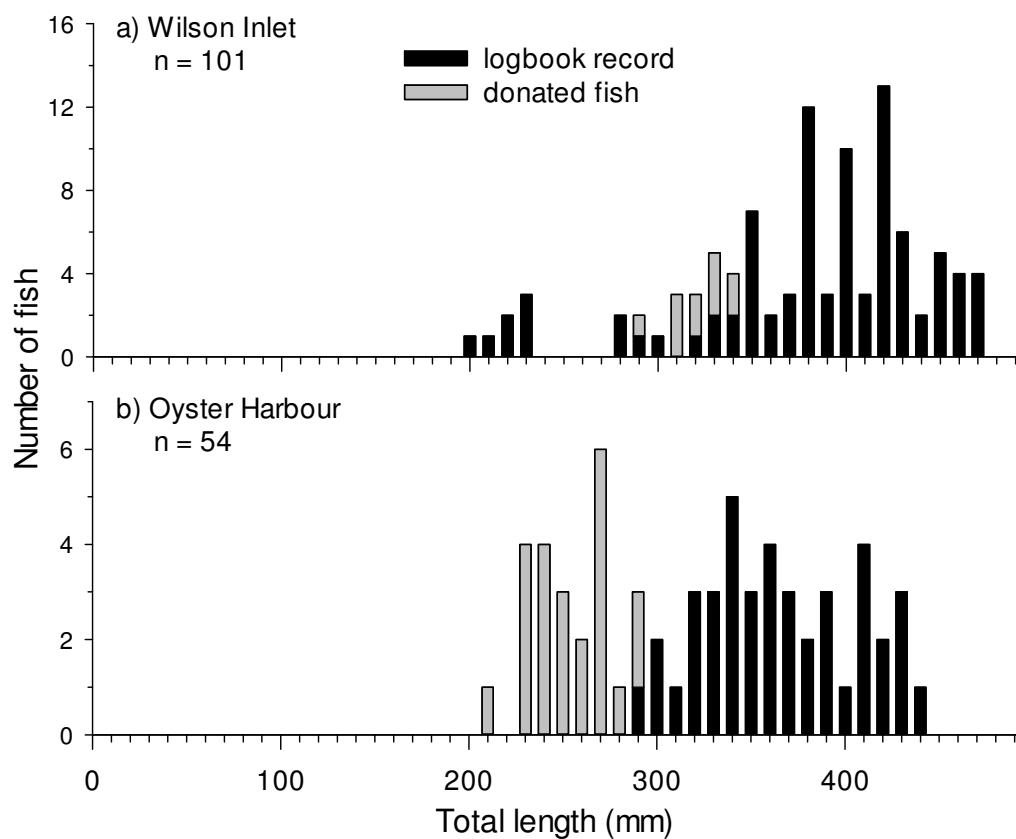 a) Wilson Inlet
n = 101
logbook record
donated fish
16
12
8
4
0
Number of fish
b) Oyster Harbour
n = 54
6
4
2
0
0 100 200 300 400
Total length (mm)